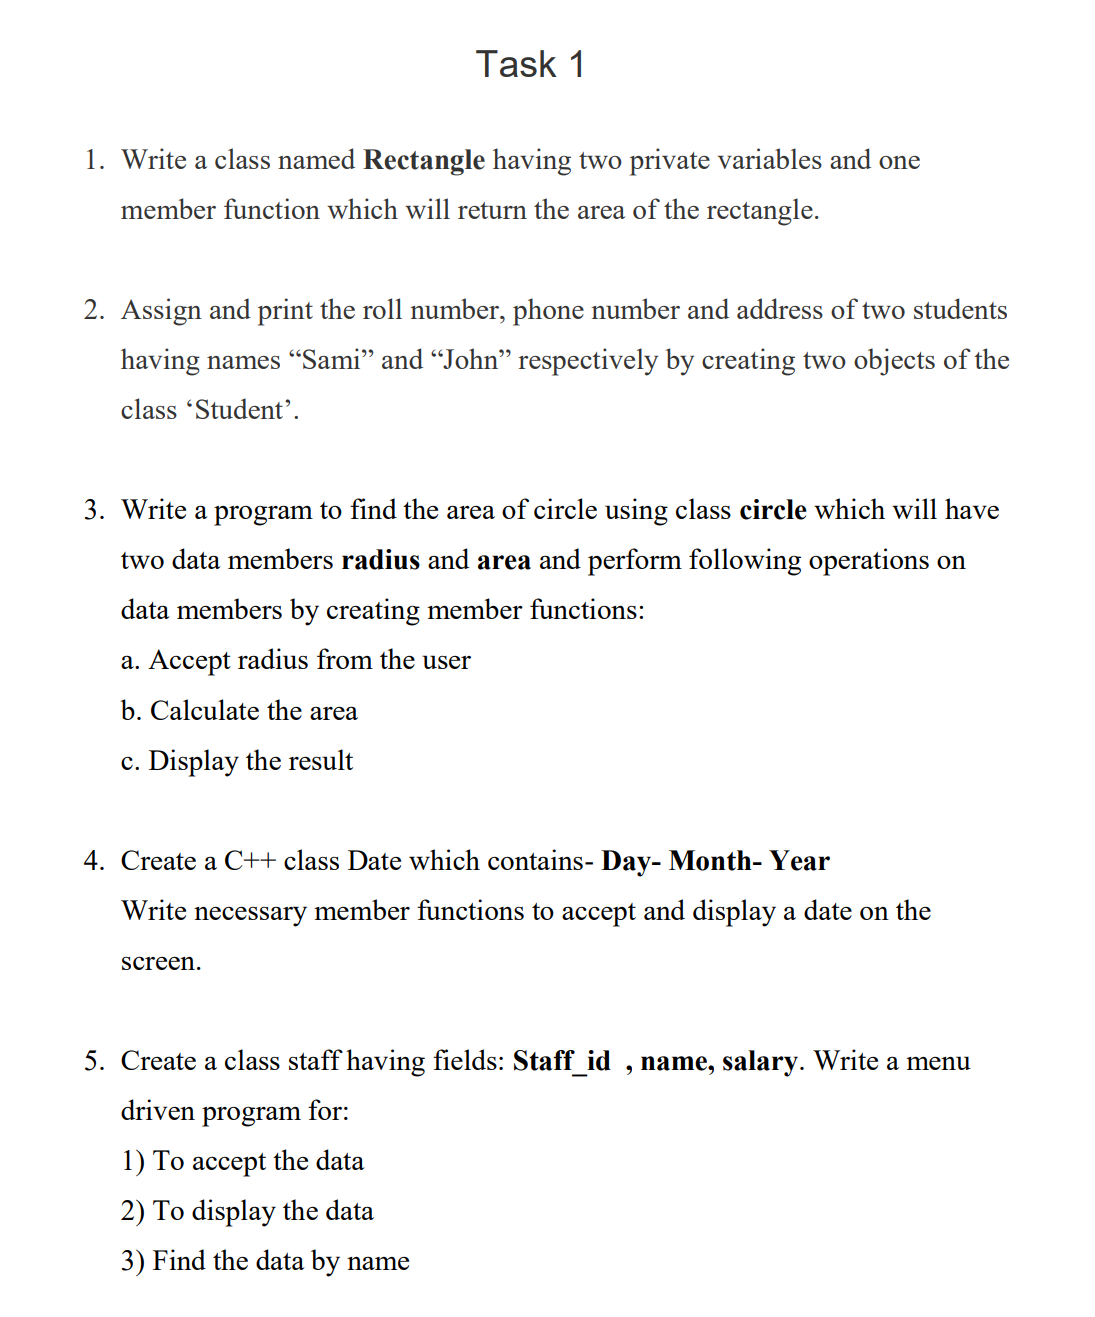 Task 1
1. Write a class named Rectangle having two private variables and one
member function which will return the area of the rectangle.
2. Assign and print the roll number, phone number and address of two students
having names “Sami” and “John” respectively by creating two objects of the
class ‘Student’.
3. Write a program to find the area of circle using class circle which will have
two data members radius and area and perform following operations on
data members by creating member functions:
a. Accept radius from the user
b. Calculate the area
c. Display the result
4. Create a C++ class Date which contains- Day- Month- Year
Write necessary member functions to accept and display a date on the
screen.
5. Create a class staff having fields: Staff_id , name, salary. Write a menu
driven program for:
1) To accept the data
2) To display the data
3) Find the data by name